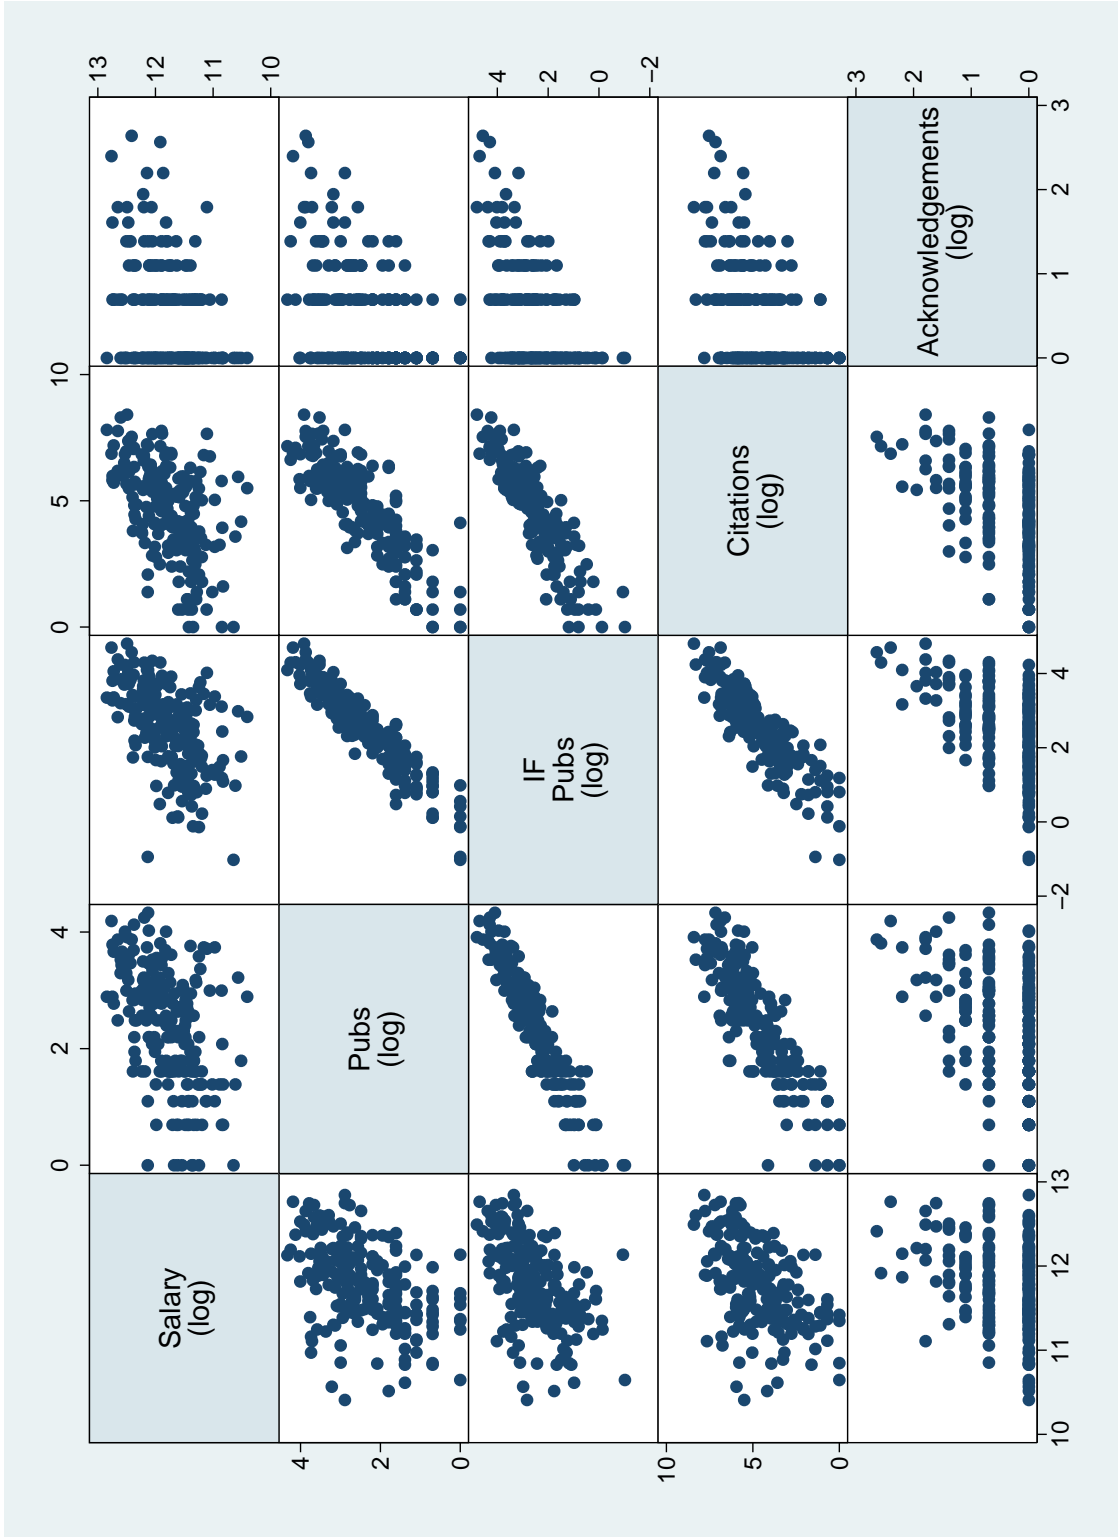 0 2 4 0 5 10
Salary
(log)
13
12
11
10
4
2
0
Pubs
(log)
IF
Pubs
(log)
4
2
0
−2
10
5
0
Citations
(log)
Acknowledgements
(log)
3
2
1
0
10 11 12 13 −2 0 2 4 0 1 2 3